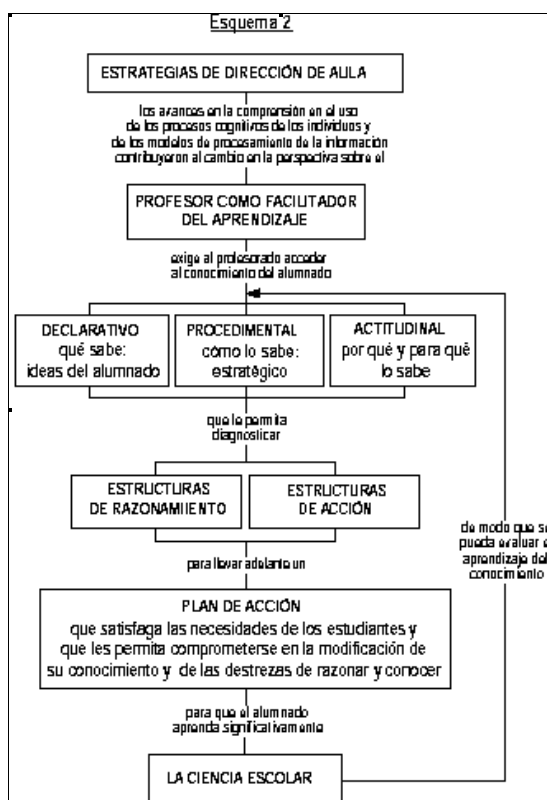 Esquema 2
ESTRATEGIAS DE DIRECCIÓN DE AULA
los avances en la comprensión en el uso
de los procesos cognitivos de los individuos y
de los modelos de procesamiento de la información
contribuyeron al cambio en la perspectiva sobre el
PROFESOR COMO FACILITADOR
DEL APRENDIZAJE
exige al profesorado acceder
al conocimiento del alumnado
DECLARATIVO
qué sabe:
ideas del alumnado
PROCEDIMENTAL
cómo lo sabe:
estratégico
ACTITUDINAL
por qué y para qué
lo sabe
que le permita
diagnosticar
ESTRUCTURAS
DE RAZONAMIENTO
ESTRUCTURAS
DE ACCIÓN
para llevar adelante un
PLAN DE ACCIÓN
que satisfaga las necesidades de los estudiantes y
que les permita comprometerse en la modificación de
su conocimiento y de las destrezas de razonar y conocer
para que el alumnado
aprenda significativamente
LA CIENCIA ESCOLAR
de modo que se
pueda evaluar e
aprendizaje del
conocimiento